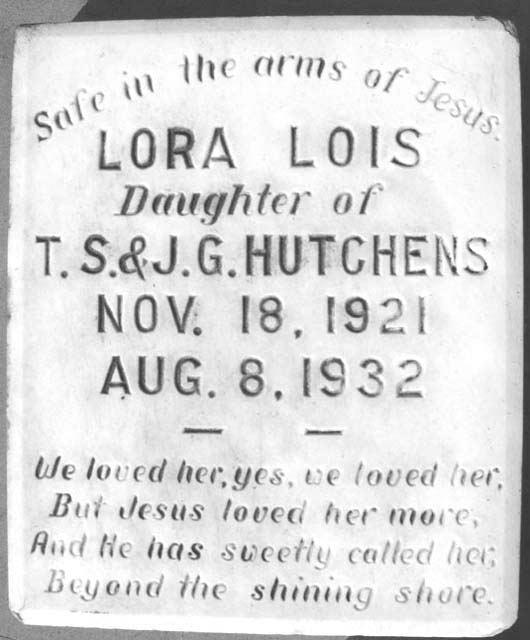 Safe in the arms of Jesus.
LORA LOIS
Daughter of
T. S. & J. G. HUTCHENS
NOV. 18, 1921
AUG. 8, 1932
— —
We loved her, yes, we loved her,
But Jesus loved her more,
And He has sweetly called her,
Beyond the shining shore.